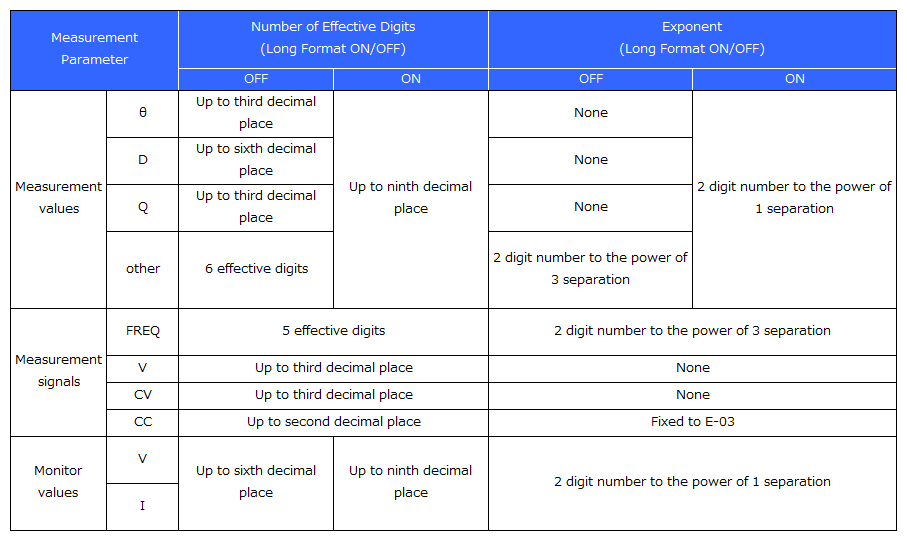 Measurement
Parameter
Number of Effective Digits
(Long Format ON/OFF)
Exponent
(Long Format ON/OFF)
OFF
ON
OFF
ON
Measurement
values
θ
Up to third decimal
place
Up to ninth decimal
place
None
2 digit number to the power of
1 separation
D
Up to sixth decimal
place
None
Q
Up to third decimal
place
None
other
6 effective digits
2 digit number to the power of
3 separation
Measurement
signals
FREQ
5 effective digits
2 digit number to the power of 3 separation
V
Up to third decimal place
None
CV
Up to third decimal place
None
CC
Up to second decimal place
Fixed to E-03
Monitor
values
V
Up to sixth decimal
place
Up to ninth decimal
place
2 digit number to the power of 1 separation
I